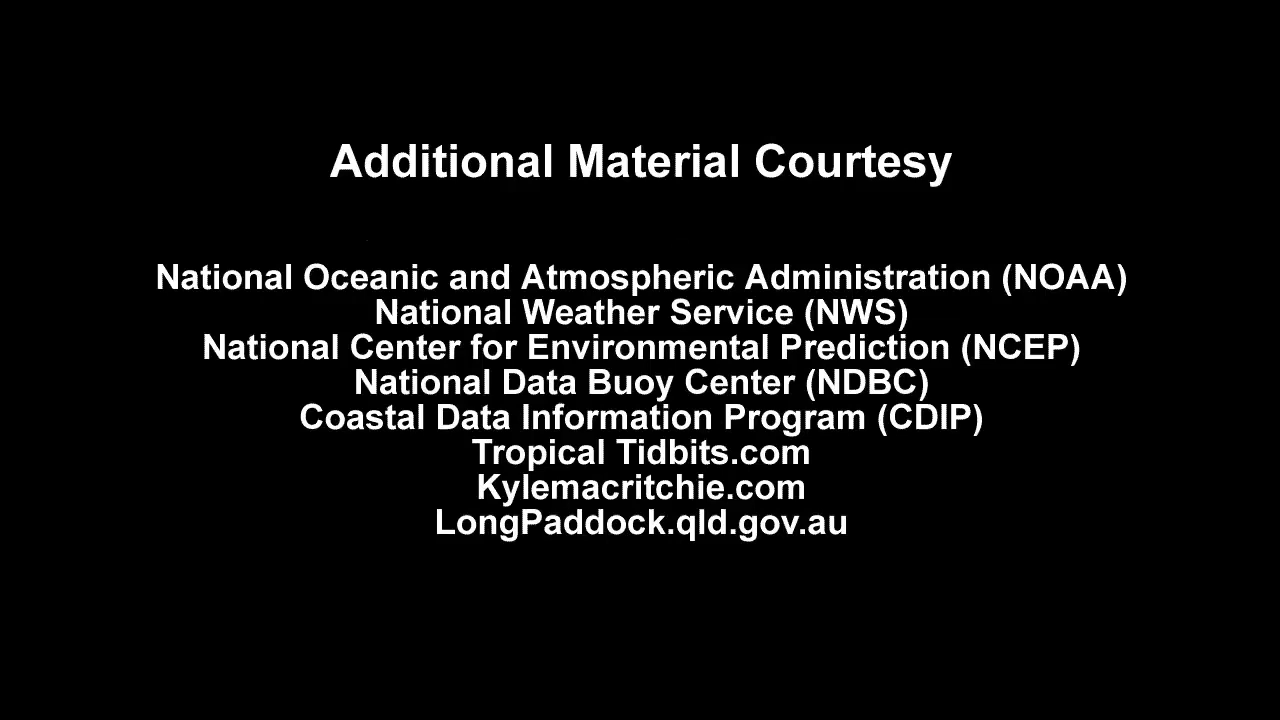 Additional Material Courtesy
National Oceanic and Atmospheric Administration (NOAA)
National Weather Service (NWS)
National Center for Environmental Prediction (NCEP)
National Data Buoy Center (NDBC)
Coastal Data Information Program (CDIP)
Tropical Tidbits.com
Kylemacritchie.com
LongPaddock.qld.gov.au